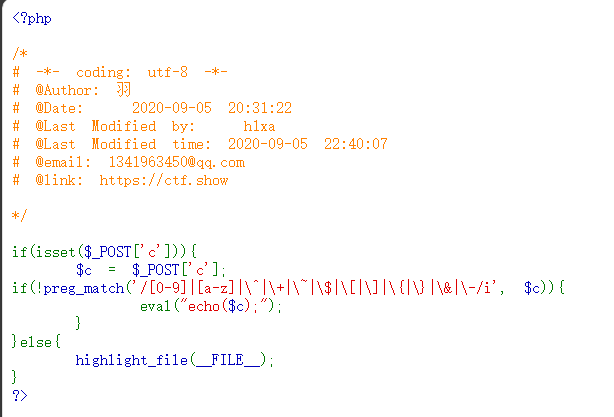 <?php
/*
# -*- coding: utf-8 -*-
# @Author: 羽
# @Date:   2020-09-05 20:31:22
# @Last Modified by:   h1xa
# @Last Modified time: 2020-09-05 22:40:07
# @email: 1341963450@qq.com
# @link: https://ctf.show
*/
if(isset($_POST['c'])){
$c = $_POST['c'];
if(!preg_match('/[0-9]|[a-z]|\^|\+|\~|\$|\[|\]|\{|\}|\&|\-/i', $c)){
eval("echo($c);");
}
}else{
highlight_file(__FILE__);
}
?>